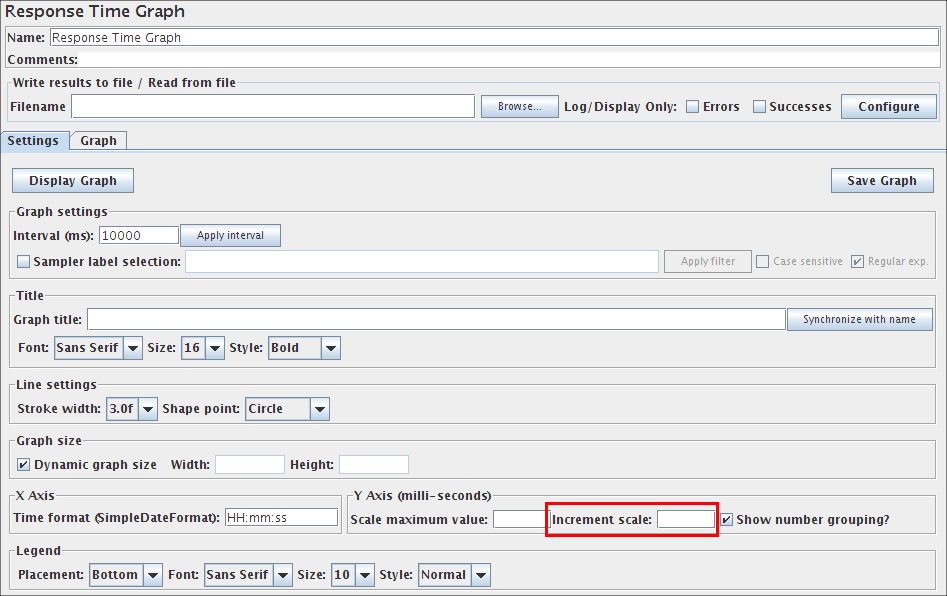 Response Time Graph
Name: Response Time Graph
Comments:
Write results to file / Read from file
Filename Browse... Log/Display Only: Errors Successes Configure
Settings Graph
Display Graph Save Graph
Graph settings
Interval (ms): 10000 Apply interval
Sampler label selection: Apply filter Case sensitive Regular exp.
Title
Graph title: Synchronize with name
Font: Sans Serif Size: 16 Style: Bold
Line settings
Stroke width: 3.0f Shape point: Circle
Graph size
Dynamic graph size Width: Height:
X Axis Y Axis (milli-seconds)
Time format (SimpleDateFormat): HH:mm:ss Scale maximum value: Increment scale: Show number grouping?
Legend
Placement: Bottom Font: Sans Serif Size: 10 Style: Normal